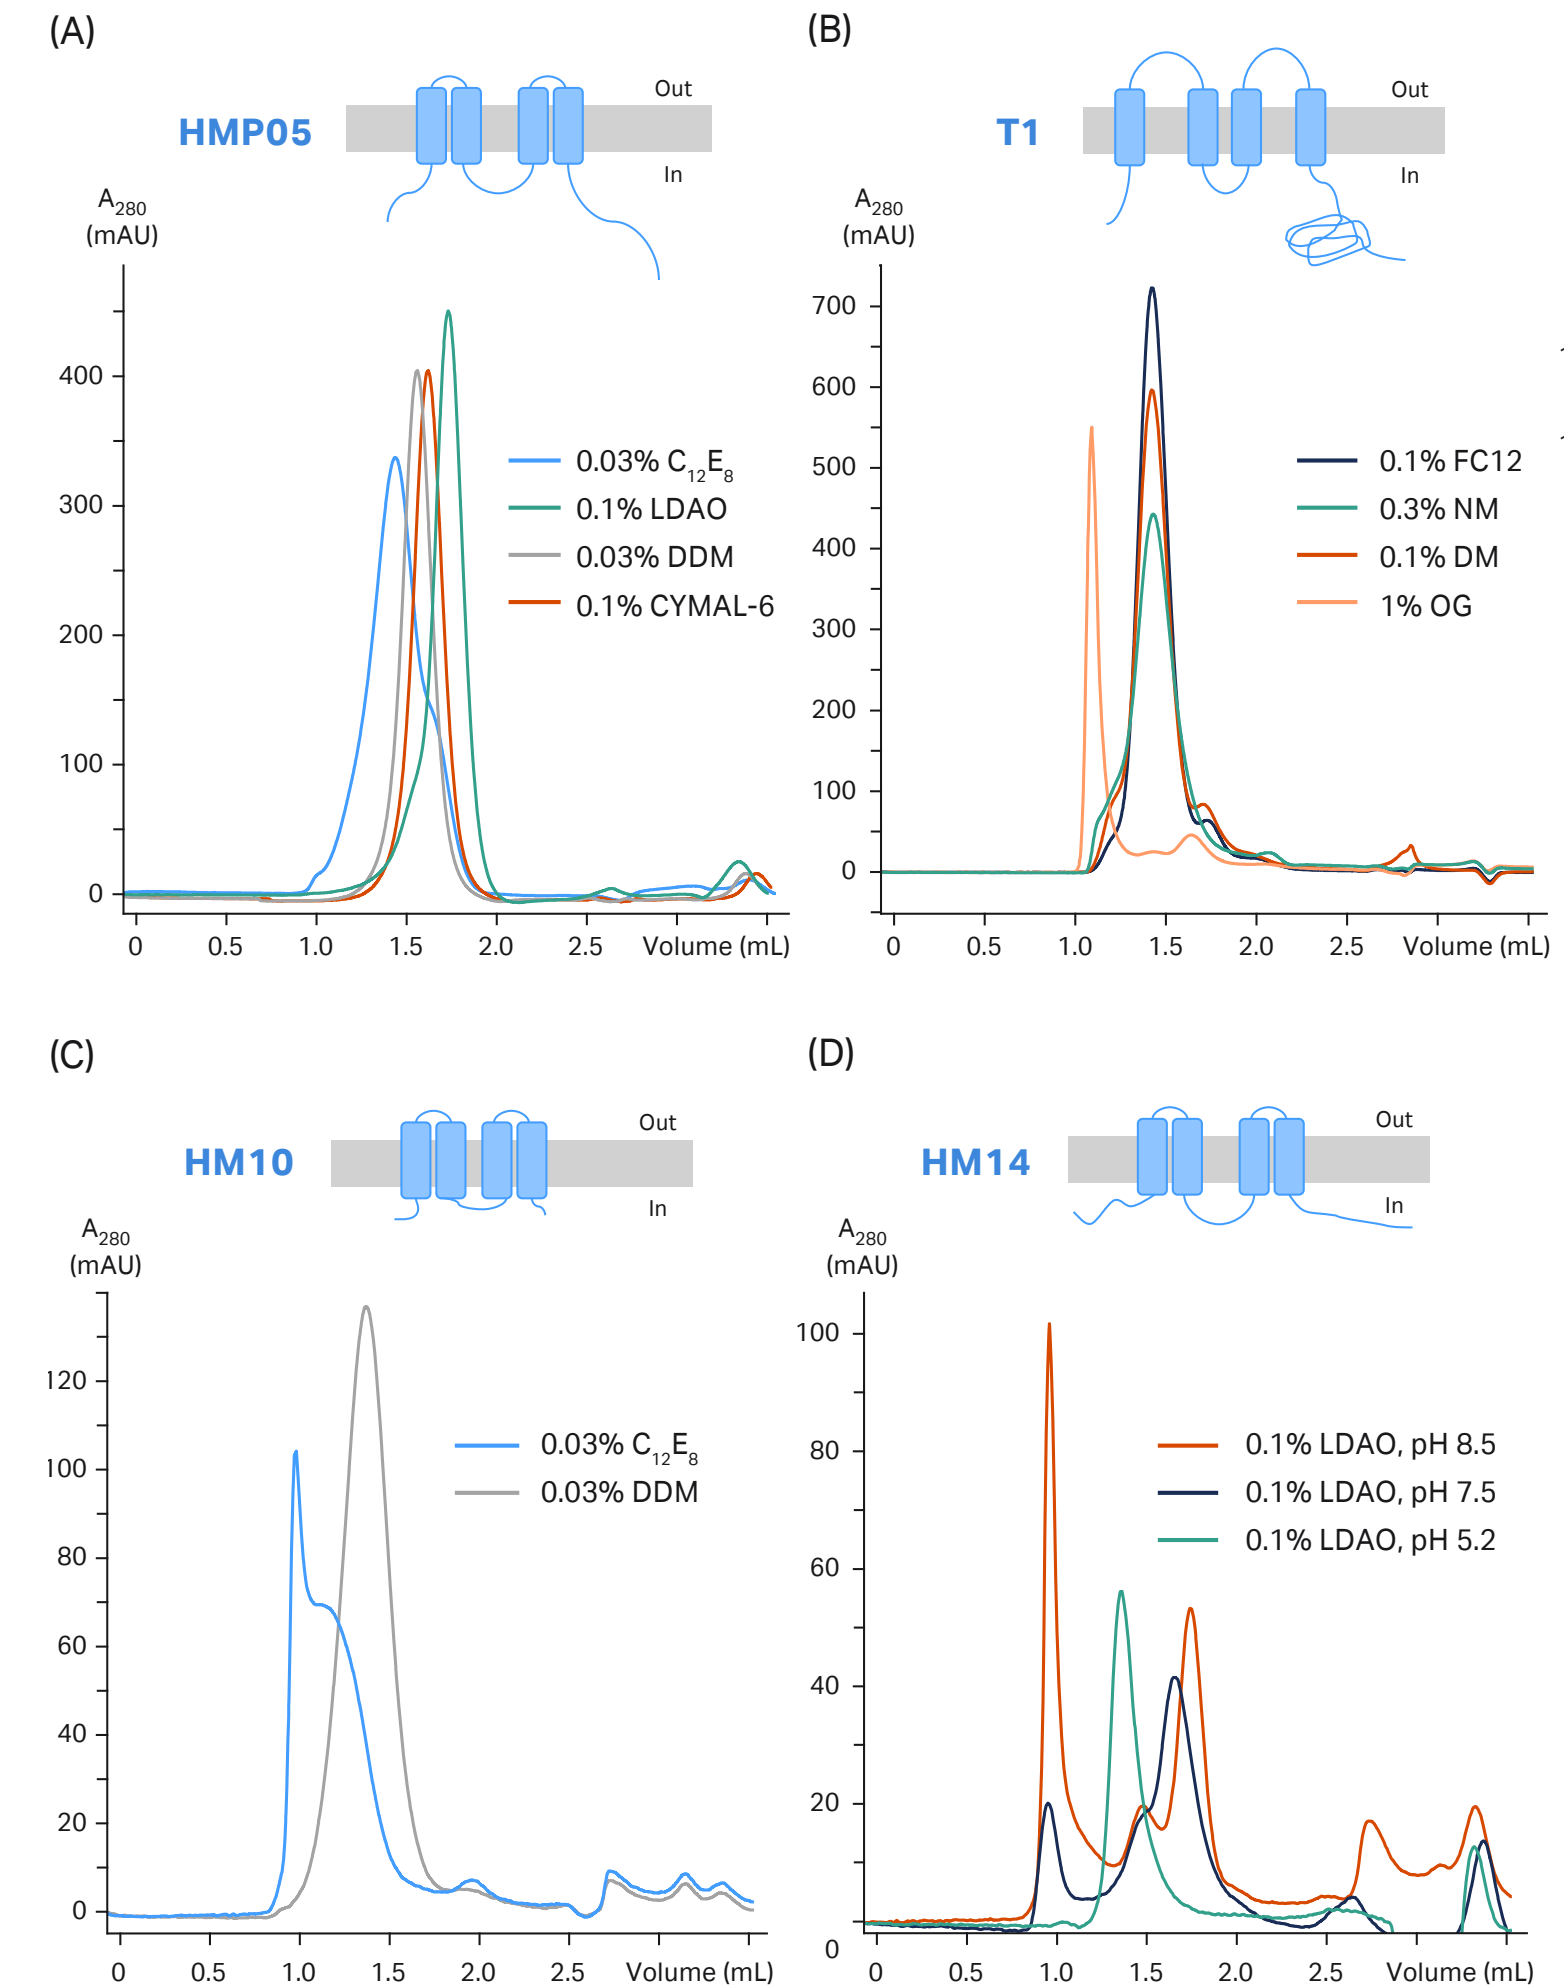 (A)
Out
HMP05
In
A280
(mAU)
400
300
200
100
0
0.03% C12E8
0.1% LDAO
0.03% DDM
0.1% CYMAL-6
0 0.5 1.0 1.5 2.0 2.5 Volume (mL)
(B)
Out
T1
In
A280
(mAU)
700
600
500
400
300
200
100
0
0.1% FC12
0.3% NM
0.1% DM
1% OG
0 0.5 1.0 1.5 2.0 2.5 Volume (mL)
(C)
Out
HM10
In
A280
(mAU)
120
100
80
60
40
20
0
0.03% C12E8
0.03% DDM
0 0.5 1.0 1.5 2.0 2.5 Volume (mL)
(D)
Out
HM14
In
A280
(mAU)
100
80
60
40
20
0
0.1% LDAO, pH 8.5
0.1% LDAO, pH 7.5
0.1% LDAO, pH 5.2
0 0.5 1.0 1.5 2.0 2.5 Volume (mL)